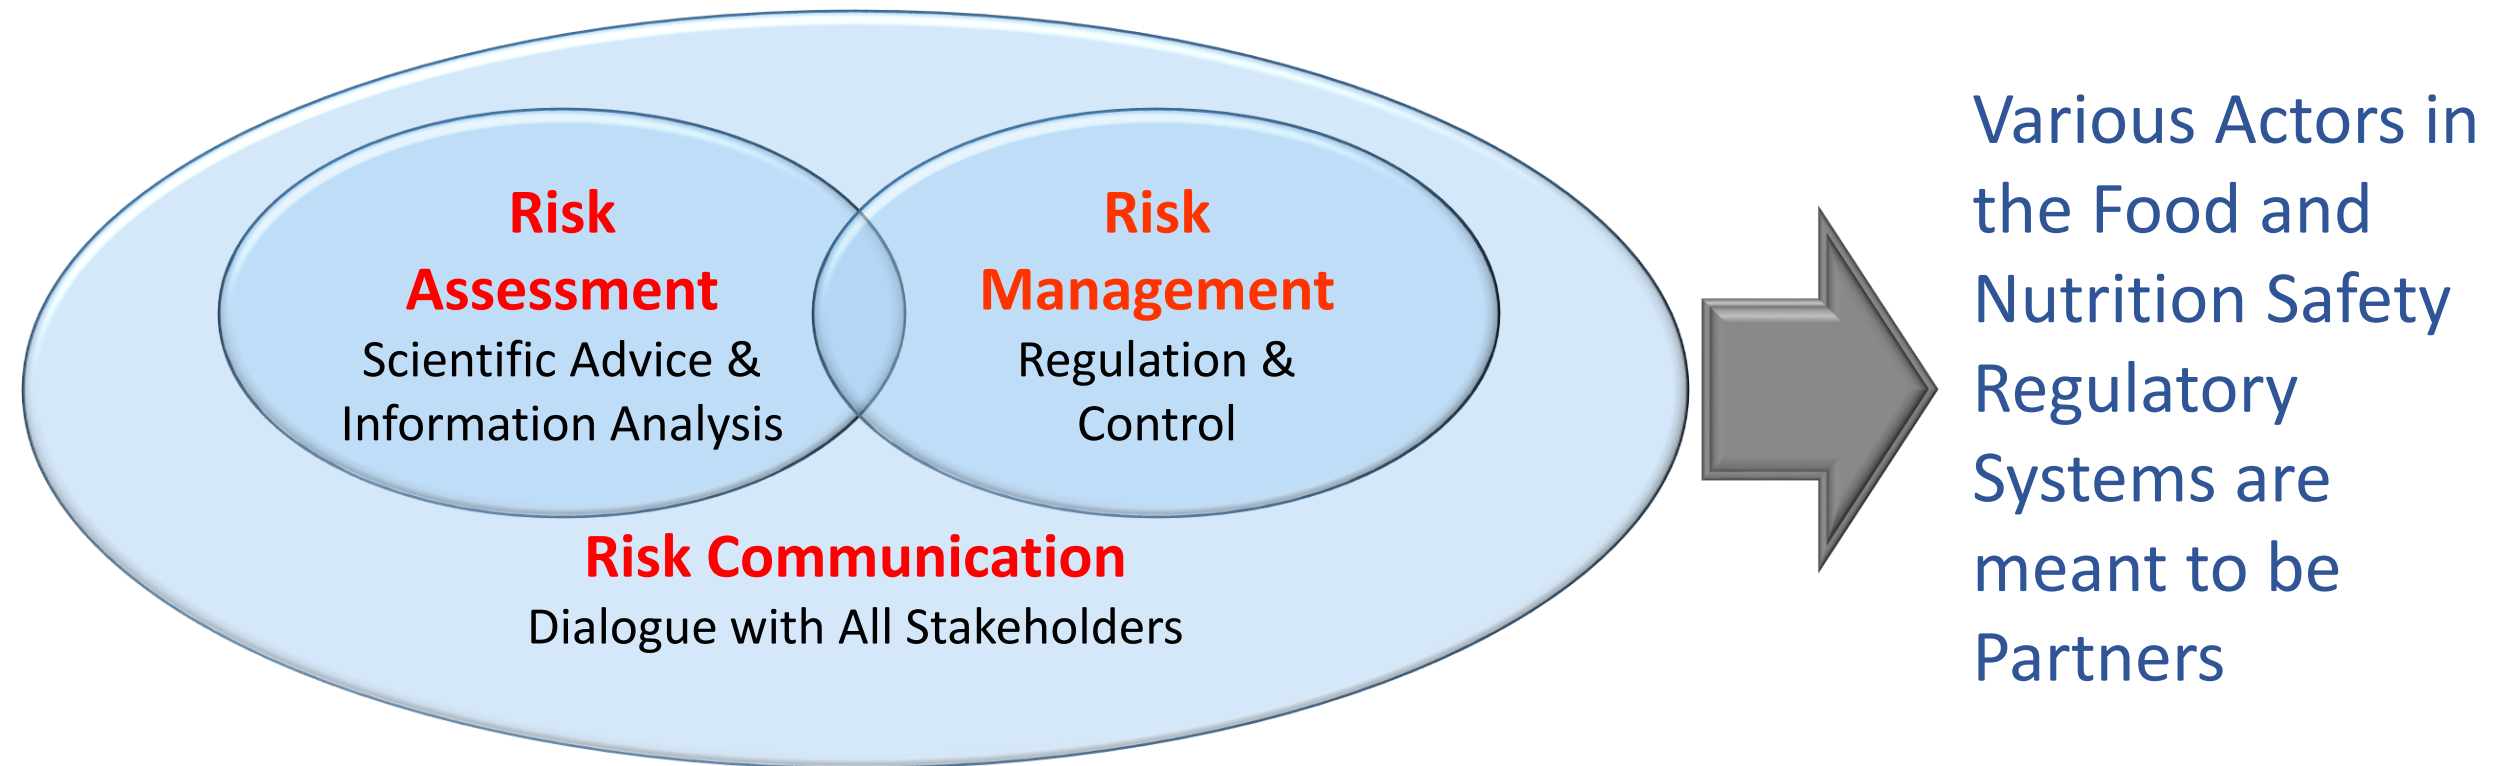 Risk
Assessment
Scientific Advice &
Information Analysis
Risk
Management
Regulation &
Control
Risk Communication
Dialogue with All Stakeholders
Various Actors in
the Food and
Nutrition Safety
Regulatory
Systems are
meant to be
Partners